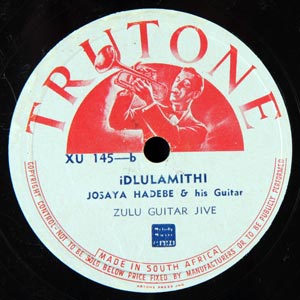 TRUTONE
XU 145—b
iDLULAMITHI
JOSAYA HADEBE & his Guitar
ZULU GUITAR JIVE
MADE IN SOUTH AFRICA
COPYRIGHT CONTROL-NOT TO BE SOLD BELOW PRICE FIXED BY MANUFACTURERS OR TO BE PUBLICLY PERFORMED